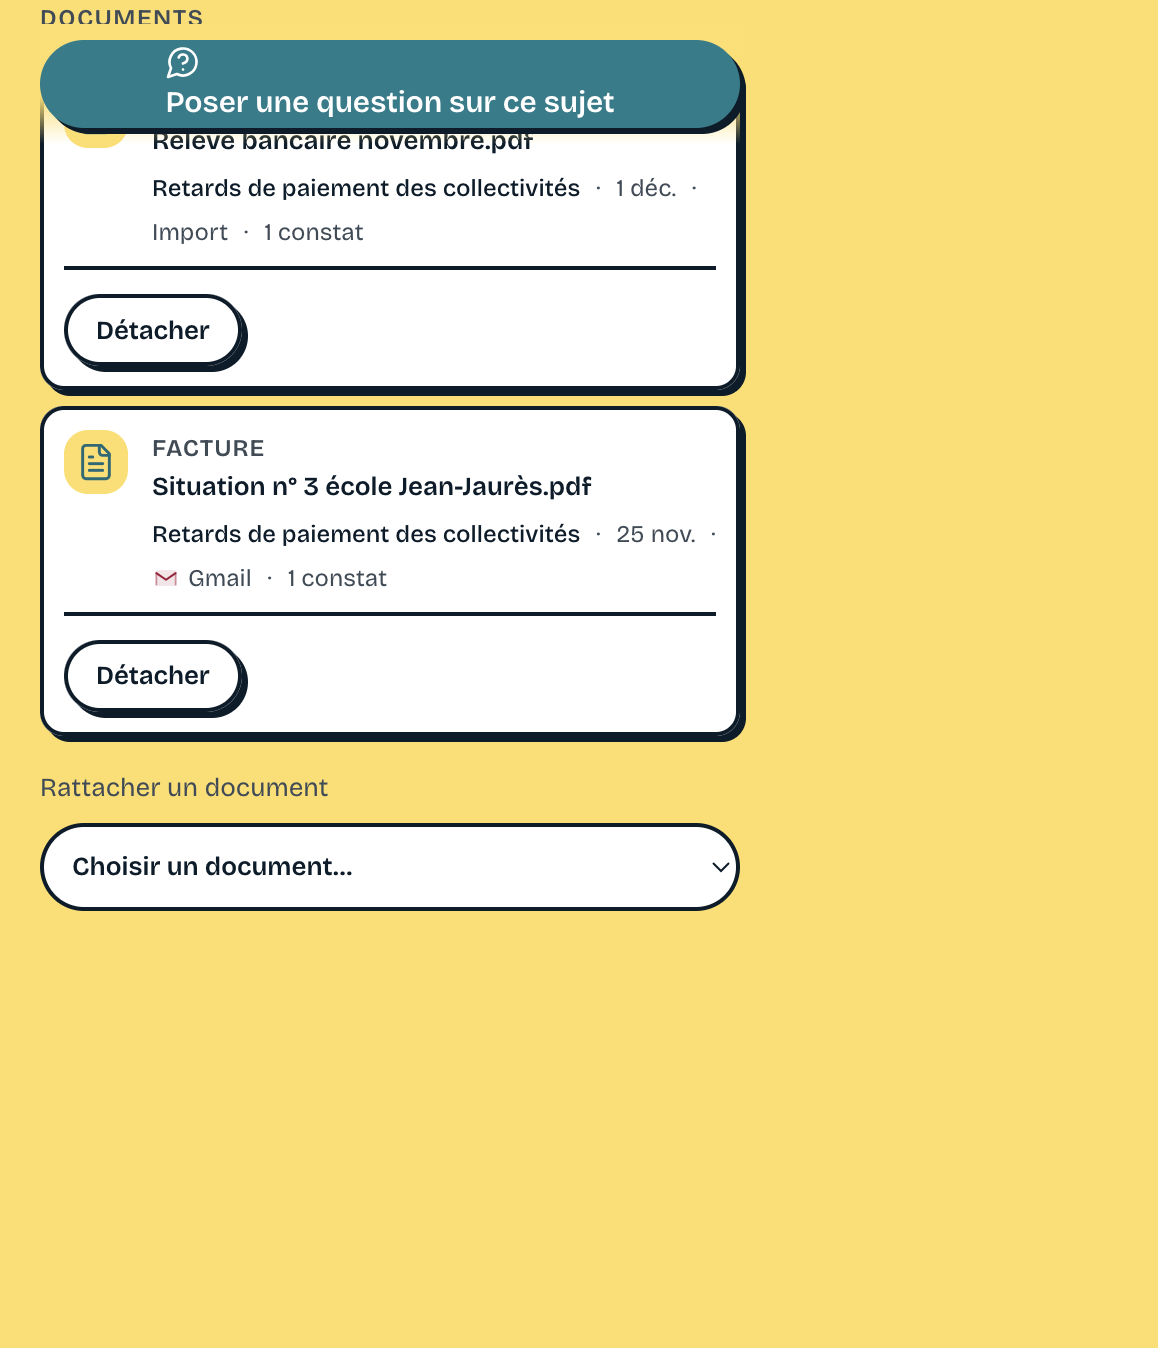 DOCUMENTS
Poser une question sur ce sujet
Relevé bancaire novembre.pdf
Retards de paiement des collectivités · 1 déc. ·
Import · 1 constat
Détacher
FACTURE
Situation n° 3 école Jean-Jaurès.pdf
Retards de paiement des collectivités · 25 nov. ·
Gmail · 1 constat
Détacher
Rattacher un document
Choisir un document...